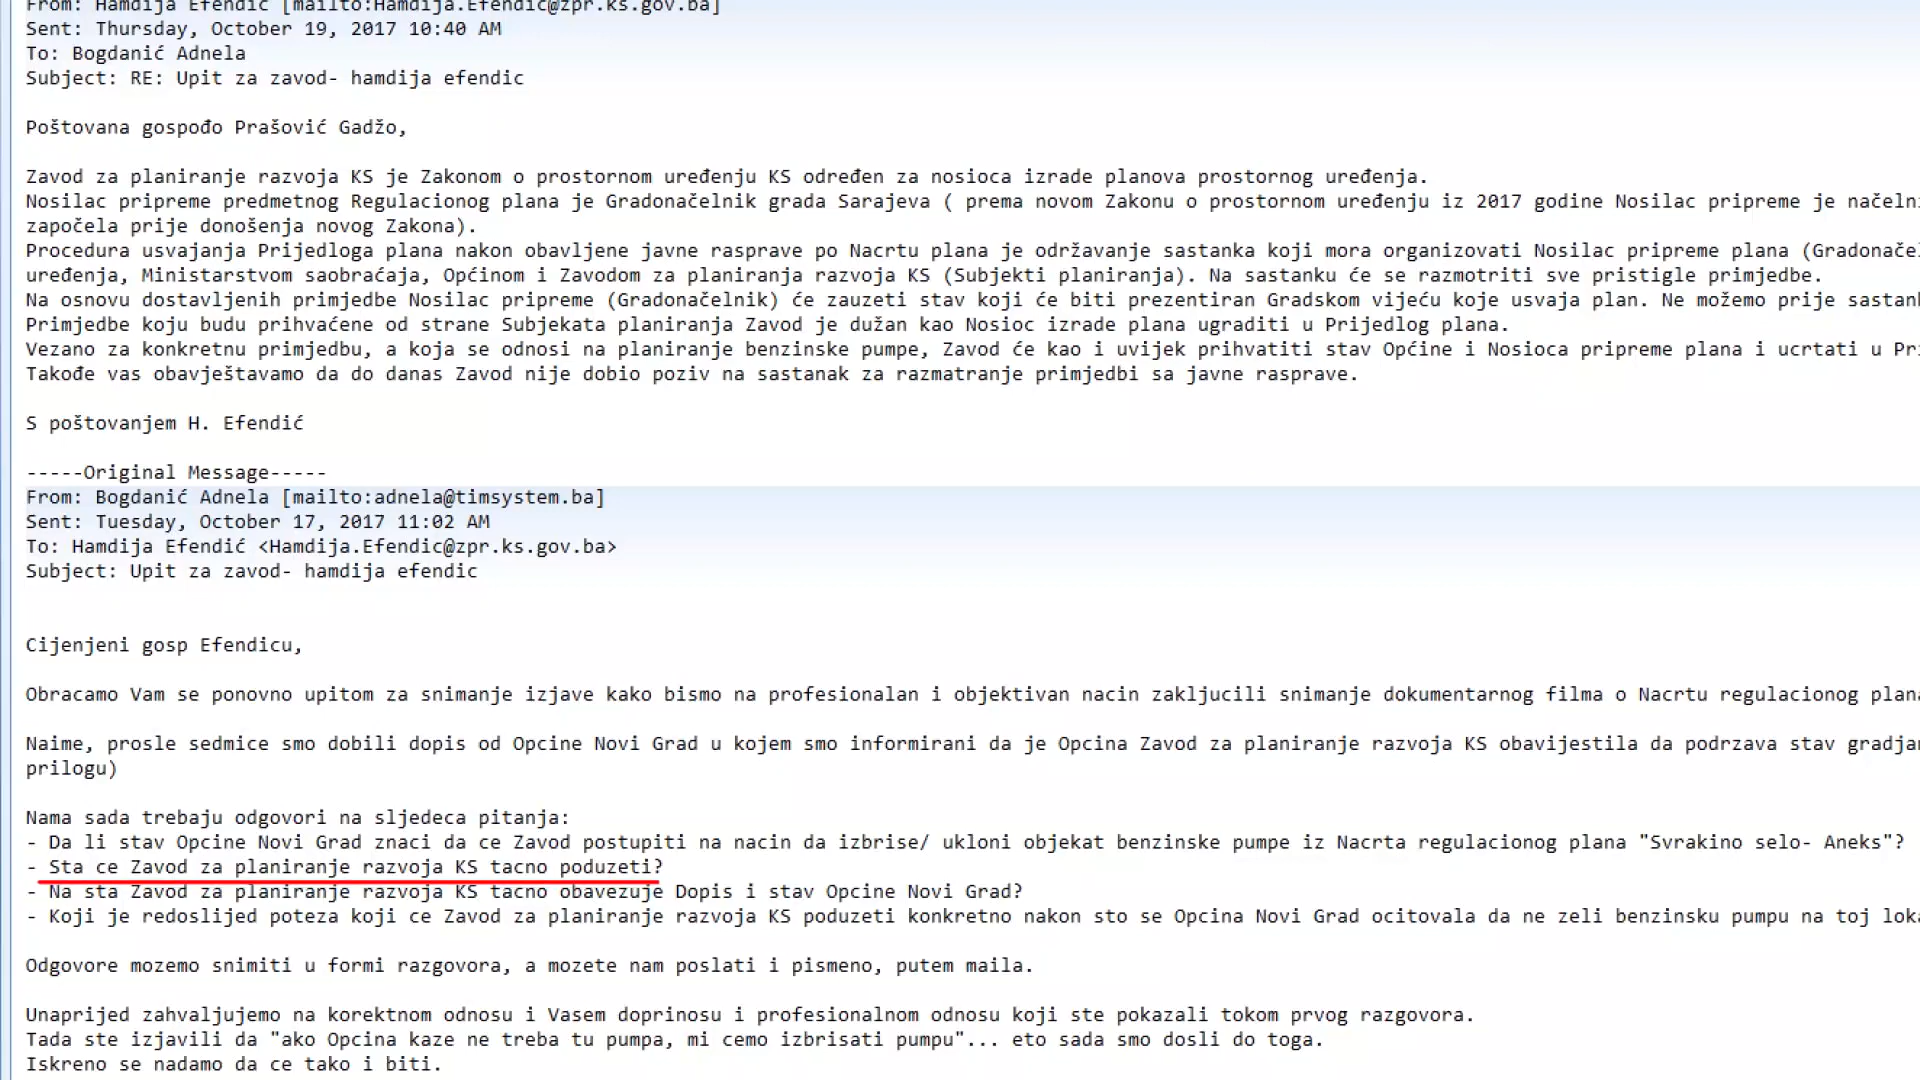 From: Hamdija Efendic [mailto:Hamdija.Efendic@zpr.ks.gov.ba]
Sent: Thursday, October 19, 2017 10:40 AM
To: Bogdanić Adnela
Subject: RE: Upit za zavod- hamdija efendic
Poštovana gospođo Prašović Gadžo,
Zavod za planiranje razvoja KS je Zakonom o prostornom uređenju KS određen za nosioca izrade planova prostornog uređenja.
Nosilac pripreme predmetnog Regulacionog plana je Gradonačelnik grada Sarajeva ( prema novom Zakonu o prostornom uređenju iz 2017 godine Nosilac pripreme je
započela prije donošenja novog Zakona).
Procedura usvajanja Prijedloga plana nakon obavljene javne rasprave po Nacrtu plana je održavanje sastanka koji mora organizovati Nosilac pripreme plana
uređenja, Ministarstvom saobraćaja, Općinom i Zavodom za planiranja razvoja KS (Subjekti planiranja). Na sastanku će se razmotriti sve pristigle primjedbe.
Na osnovu dostavljenih primjedbe Nosilac pripreme (Gradonačelnik) će zauzeti stav koji će biti prezentiran Gradskom vijeću koje usvaja plan. Ne možemo prije
Primjedbe koju budu prihvaćene od strane Subjekata planiranja Zavod je dužan kao Nosioc izrade plana ugraditi u Prijedlog plana.
Vezano za konkretnu primjedbu, a koja se odnosi na planiranje benzinske pumpe, Zavod će kao i uvijek prihvatiti stav Općine i Nosioca pripreme plana i ucrtati u
Takođe vas obavještavamo da do danas Zavod nije dobio poziv na sastanak za razmatranje primjedbi sa javne rasprave.
S poštovanjem H. Efendić
-----Original Message-----
From: Bogdanić Adnela [mailto:adnela@timsystem.ba]
Sent: Tuesday, October 17, 2017 11:02 AM
To: Hamdija Efendić <Hamdija.Efendic@zpr.ks.gov.ba>
Subject: Upit za zavod- hamdija efendic
Cijenjeni gosp Efendicu,
Obracamo Vam se ponovno upitom za snimanje izjave kako bismo na profesionalan i objektivan nacin zakljucili snimanje dokumentarnog filma o Nacrtu regulacionog
Naime, prosle sedmice smo dobili dopis od Opcine Novi Grad u kojem smo informirani da je Opcina Zavod za planiranje razvoja KS obavijestila da podrzava stav
prilogu)
Nama sada trebaju odgovori na sljedeca pitanja:
- Da li stav Opcine Novi Grad znaci da ce Zavod postupiti na nacin da izbrise/ ukloni objekat benzinske pumpe iz Nacrta regulacionog plana "Svrakino selo- Aneks"?
- Sta ce Zavod za planiranje razvoja KS tacno poduzeti?
- Na sta Zavod za planiranje razvoja KS tacno obavezuje Dopis i stav Opcine Novi Grad?
- Koji je redoslijed poteza koji ce Zavod za planiranje razvoja KS poduzeti konkretno nakon sto se Opcina Novi Grad ocitovala da ne zeli benzinsku pumpu na toj
Odgovore mozemo snimiti u formi razgovora, a mozete nam poslati i pismeno, putem maila.
Unaprijed zahvaljujemo na korektnom odnosu i Vasem doprinosu i profesionalnom odnosu koji ste pokazali tokom prvog razgovora.
Tada ste izjavili da "ako Opcina kaze ne treba tu pumpa, mi cemo izbrisati pumpu"... eto sada smo dosli do toga.
Iskreno se nadamo da ce tako i biti.